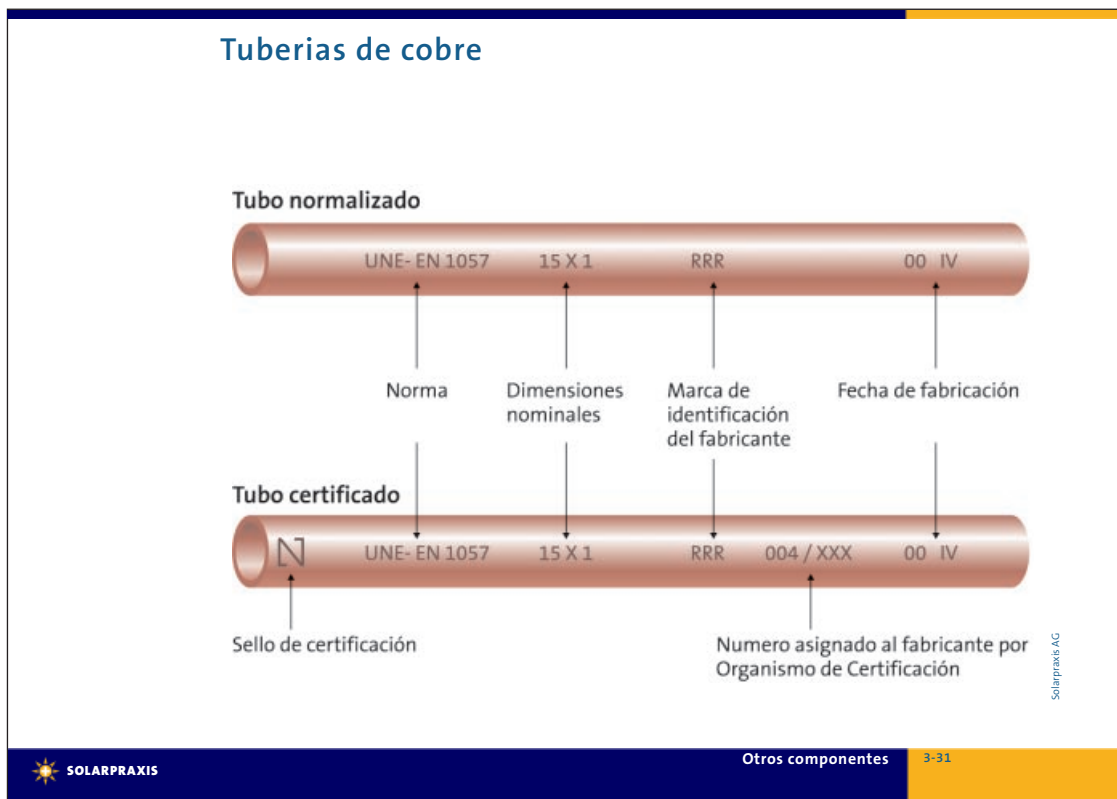 Tuberias de cobre
Tubo normalizado
UNE- EN 1057 15 X 1 RRR 00 IV
Norma
Dimensiones
nominales
Marca de
identificación
del fabricante
Fecha de fabricación
Tubo certificado
N UNE- EN 1057 15 X 1 RRR 004 / XXX 00 IV
Sello de certificación
Numero asignado al fabricante por
Organismo de Certificación
Solarpraxis AG
SOLARPRAXIS
Otros componentes 3-31